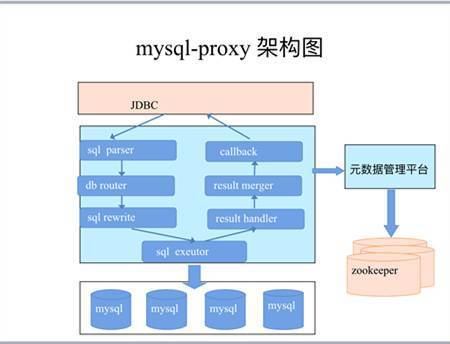 mysql-proxy 架构图
JDBC
sql parser
callback
元数据管理平台
db router
result merger
sql rewrite
result handler
sql exeutor
zookeeper
mysql
mysql
mysql
mysql